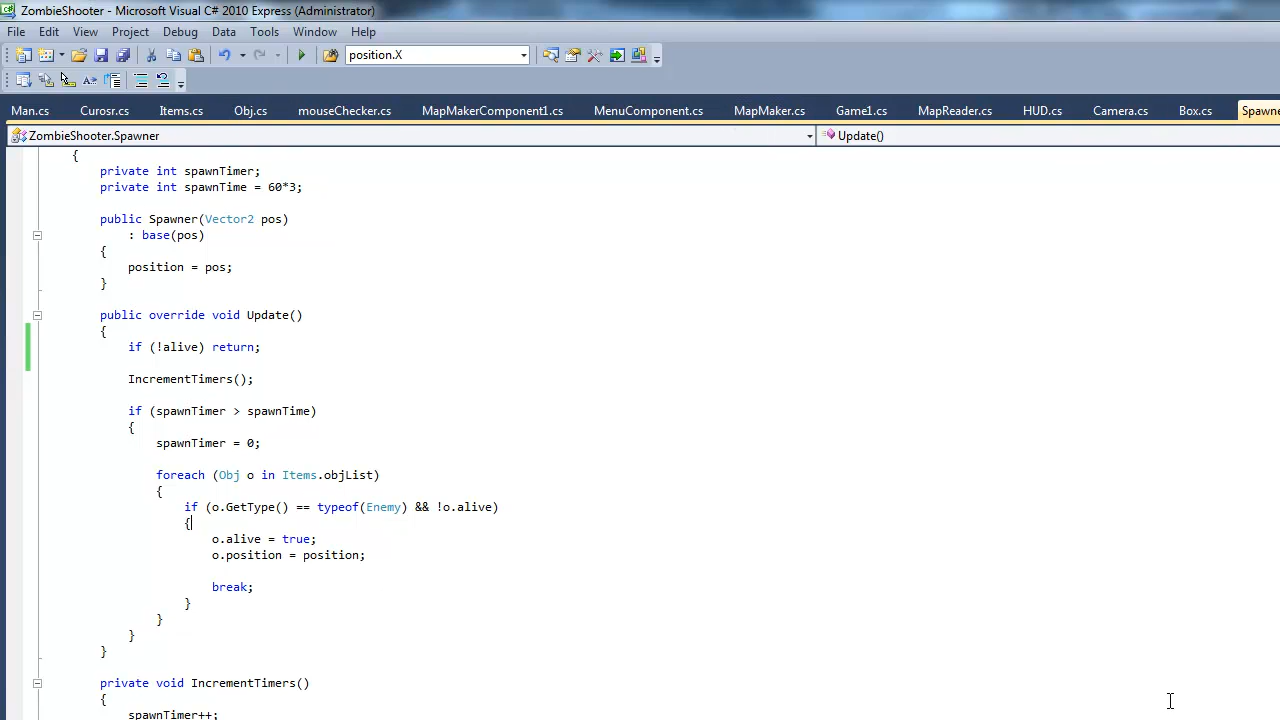 ZombieShooter - Microsoft Visual C# 2010 Express (Administrator)
File Edit View Project Debug Data Tools Window Help
position.X
Man.cs Curosr.cs Items.cs Obj.cs mouseChecker.cs MapMakerComponent1.cs MenuComponent.cs MapMaker.cs Game1.cs MapReader.cs HUD.cs Camera.cs Box.cs Spawne
ZombieShooter.Spawner Update()
{
private int spawnTimer;
private int spawnTime = 60*3;
public Spawner(Vector2 pos)
: base(pos)
{
position = pos;
}
public override void Update()
{
if (!alive) return;
IncrementTimers();
if (spawnTimer > spawnTime)
{
spawnTimer = 0;
foreach (Obj o in Items.objList)
{
if (o.GetType() == typeof(Enemy) && !o.alive)
{
o.alive = true;
o.position = position;
break;
}
}
}
}
private void IncrementTimers()
{
spawnTimer++;